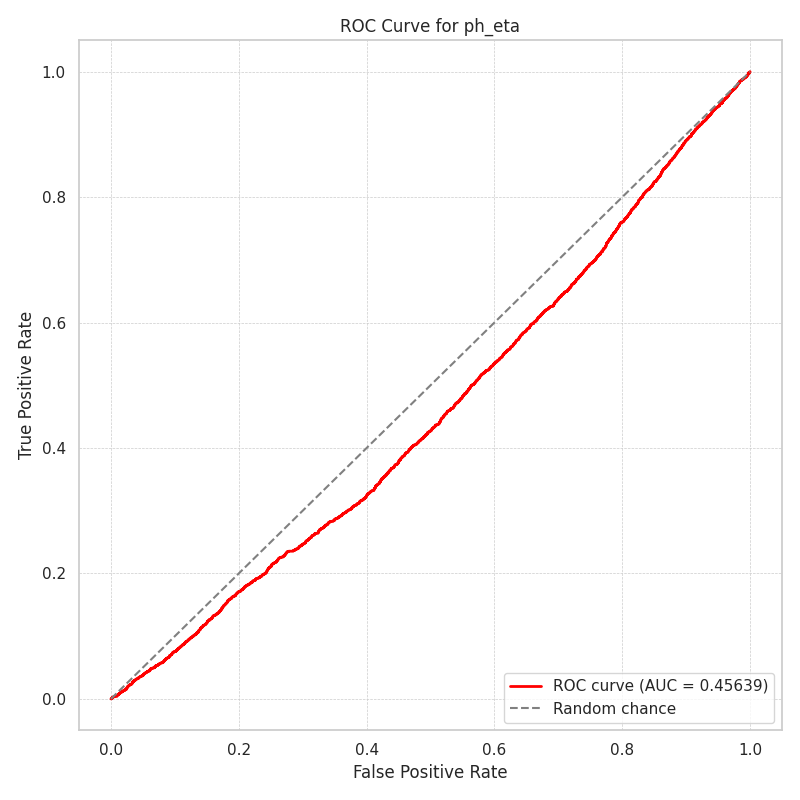 ROC Curve for ph_eta
True Positive Rate
1.0
0.8
0.6
0.4
0.2
0.0
ROC curve (AUC = 0.45639)
Random chance
0.0 0.2 0.4 0.6 0.8 1.0
False Positive Rate